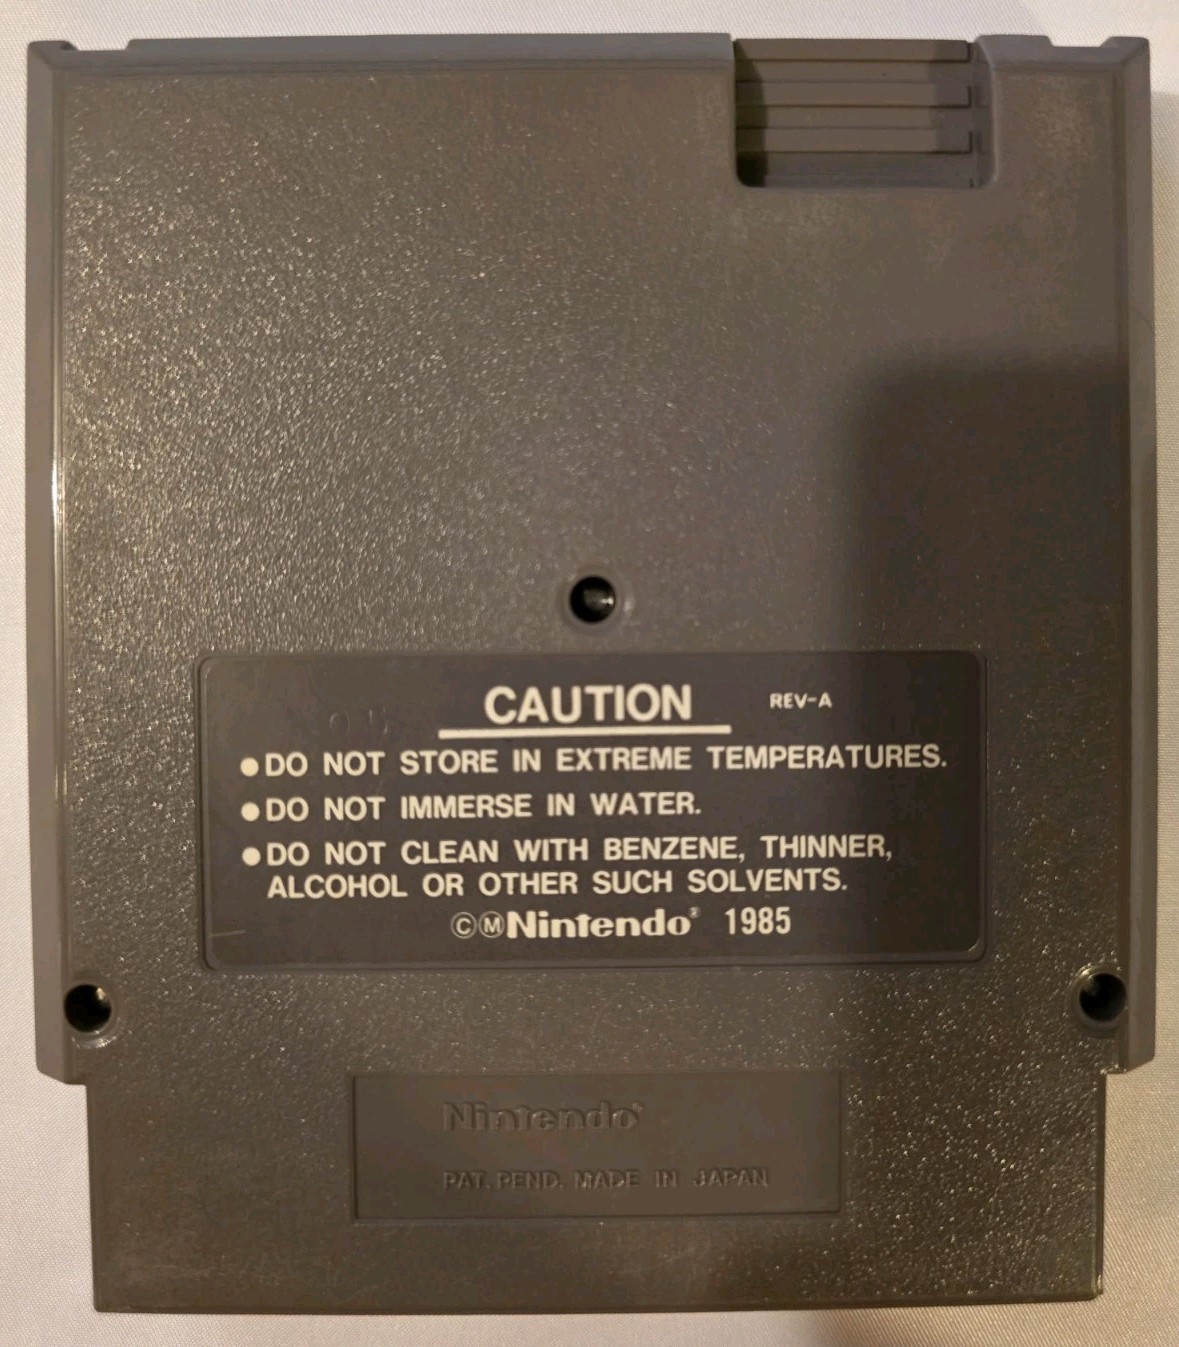 CAUTION REV-A
●DO NOT STORE IN EXTREME TEMPERATURES.
●DO NOT IMMERSE IN WATER.
●DO NOT CLEAN WITH BENZENE, THINNER,
ALCOHOL OR OTHER SUCH SOLVENTS.
©ⓂNintendo® 1985
Nintendo®
PAT. PEND. MADE IN JAPAN